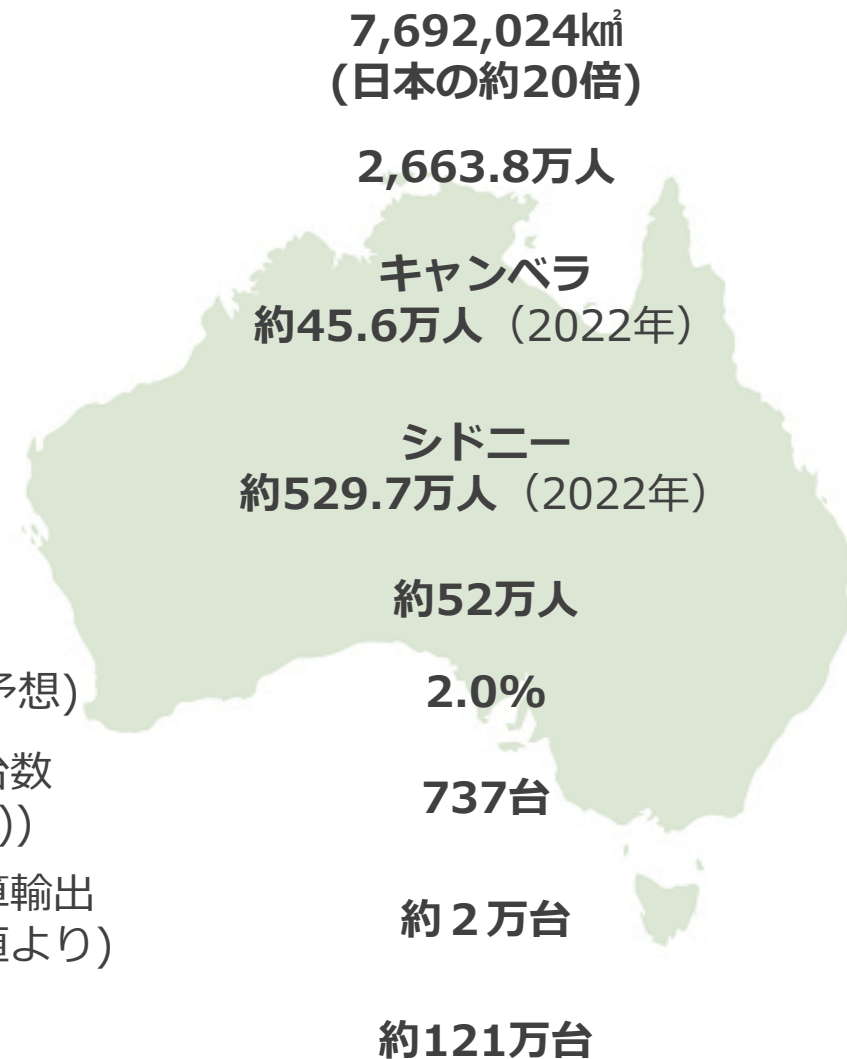 7,692,024㎢
(日本の約20倍)
2,663.8万人
キャンベラ
約45.6万人（2022年）
シドニー
約529.7万人（2022年）
約52万人
予想)
2.0%
台数
))
737台
算輸出
直より)
約２万台
約121万台